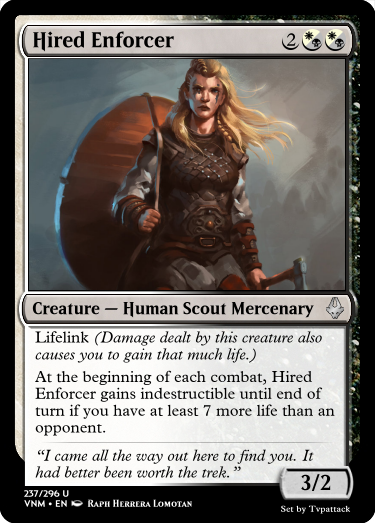 Hired Enforcer 2
Creature — Human Scout Mercenary
Lifelink (Damage dealt by this creature also
causes you to gain that much life.)
At the beginning of each combat, Hired
Enforcer gains indestructible until end of
turn if you have at least 7 more life than an
opponent.
“I came all the way out here to find you. It
had better been worth the trek.”
3/2
237/296 U
VNM • EN Raph Herrera Lomotan
Set by Tvpattack